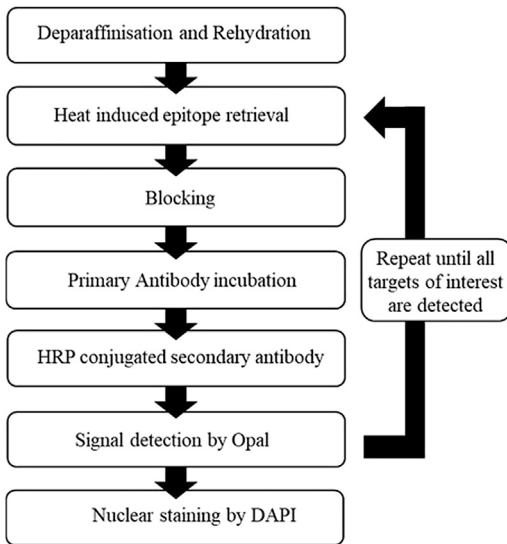 Deparaffinisation and Rehydration
Heat induced epitope retrieval
Blocking
Primary Antibody incubation
HRP conjugated secondary antibody
Signal detection by Opal
Nuclear staining by DAPI
Repeat until all
targets of interest
are detected